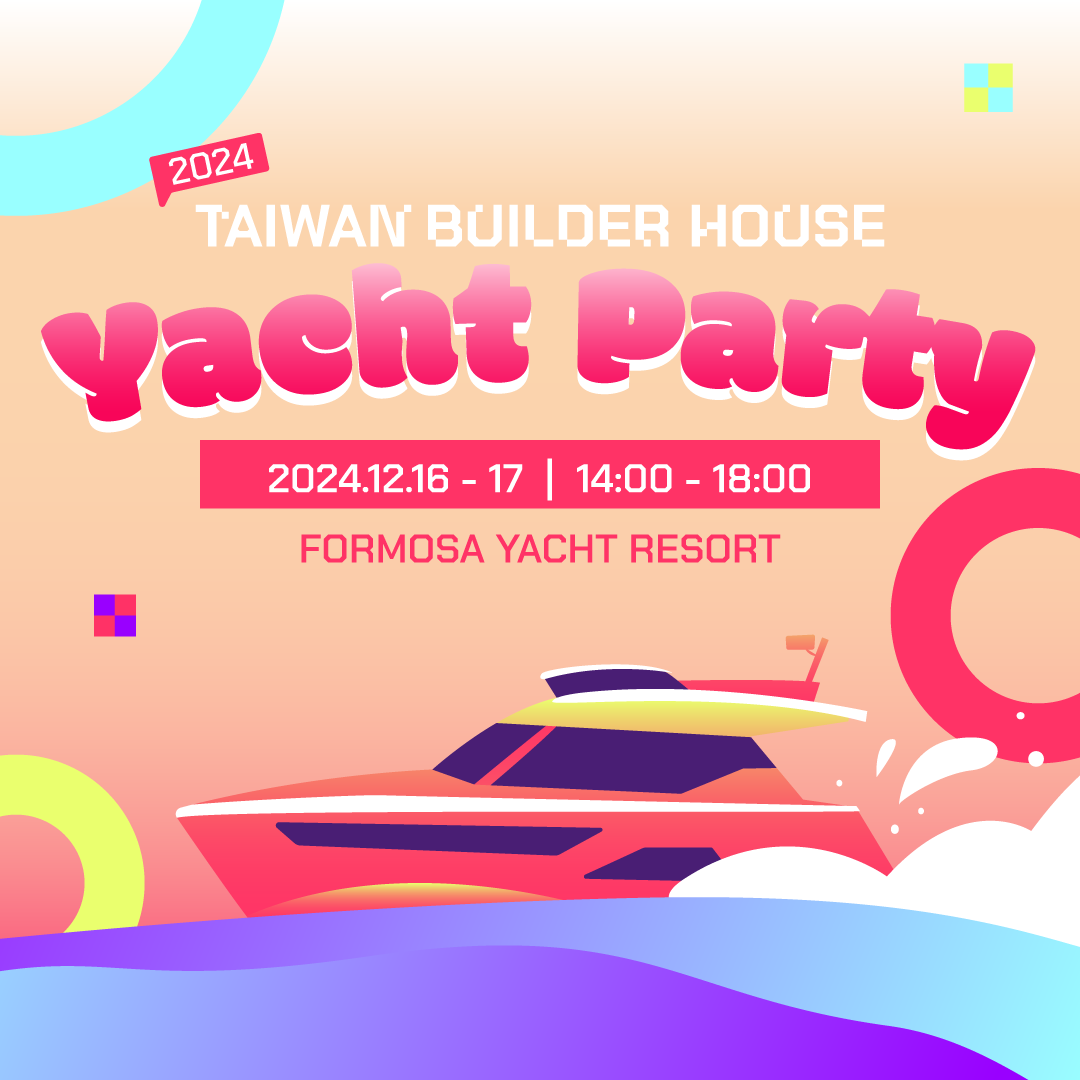 2024
TAIWAN BUILDER HOUSE
Yacht Party
2024.12.16 - 17 | 14:00 - 18:00
FORMOSA YACHT RESORT